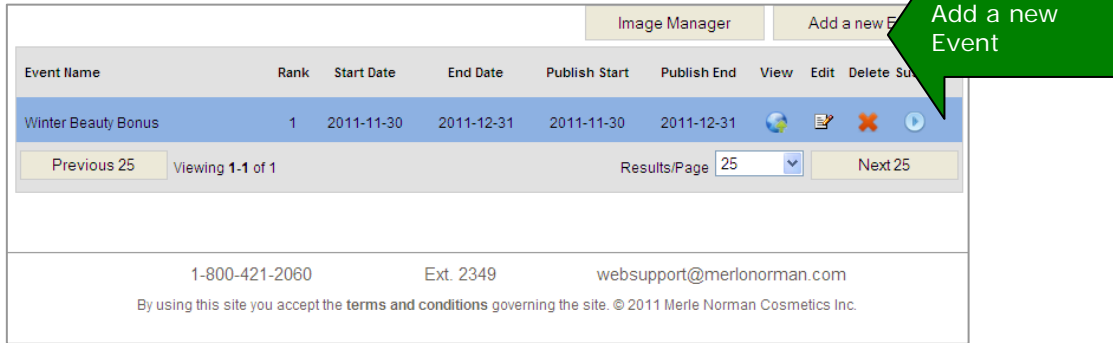 Image Manager Add a new E
Add a new
Event
Event Name Rank Start Date End Date Publish Start Publish End View Edit Delete Su
Winter Beauty Bonus 1 2011-11-30 2011-12-31 2011-11-30 2011-12-31
Previous 25 Viewing 1-1 of 1 Results/Page 25 Next 25
1-800-421-2060 Ext. 2349 websupport@merlonorman.com
By using this site you accept the terms and conditions governing the site. © 2011 Merle Norman Cosmetics Inc.